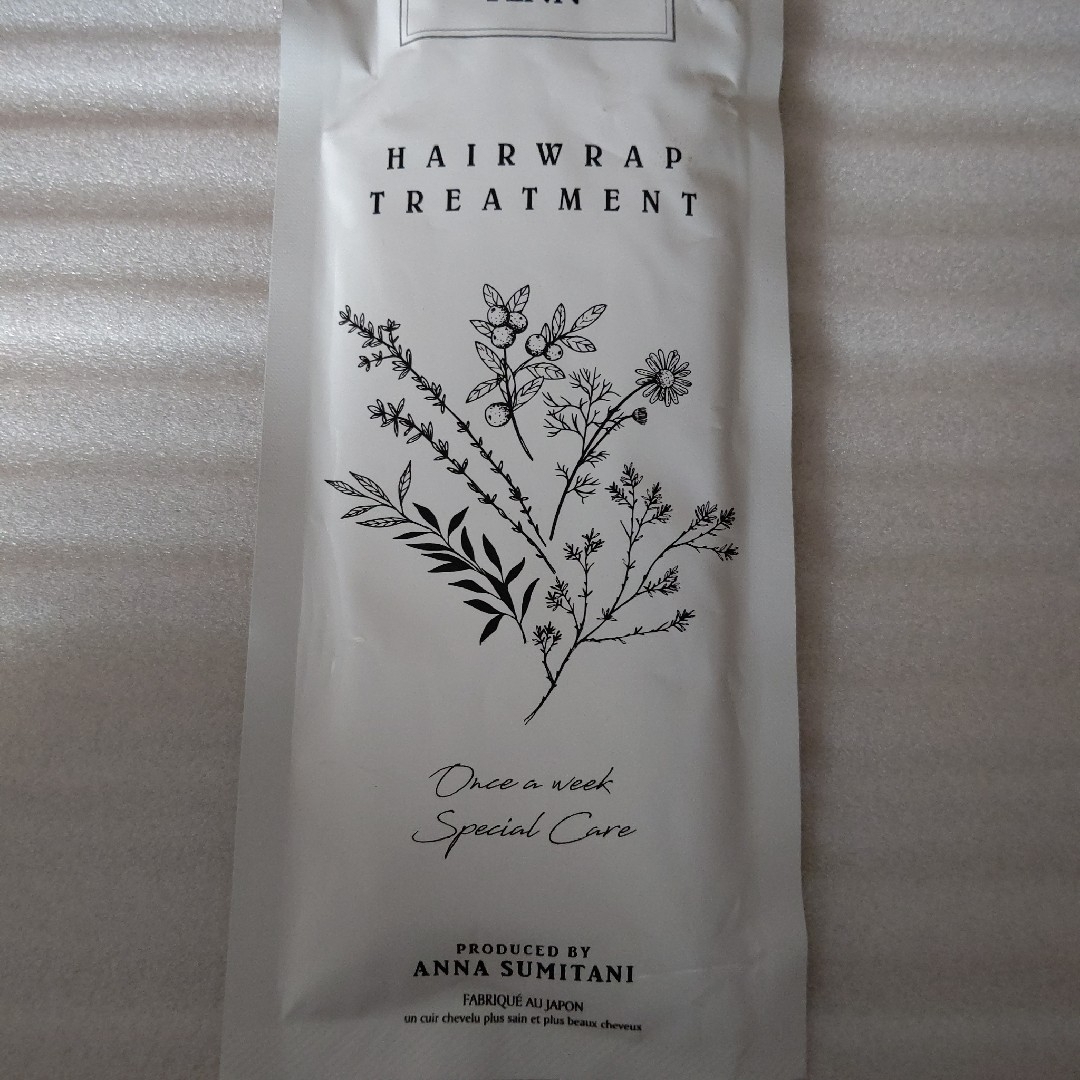 HAIRWRAP
TREATMENT
Once a week
Special Care
PRODUCED BY
ANNA SUMITANI
FABRIQUÉ AU JAPON
un cuir chevelu plus sain et plus beaux cheveux